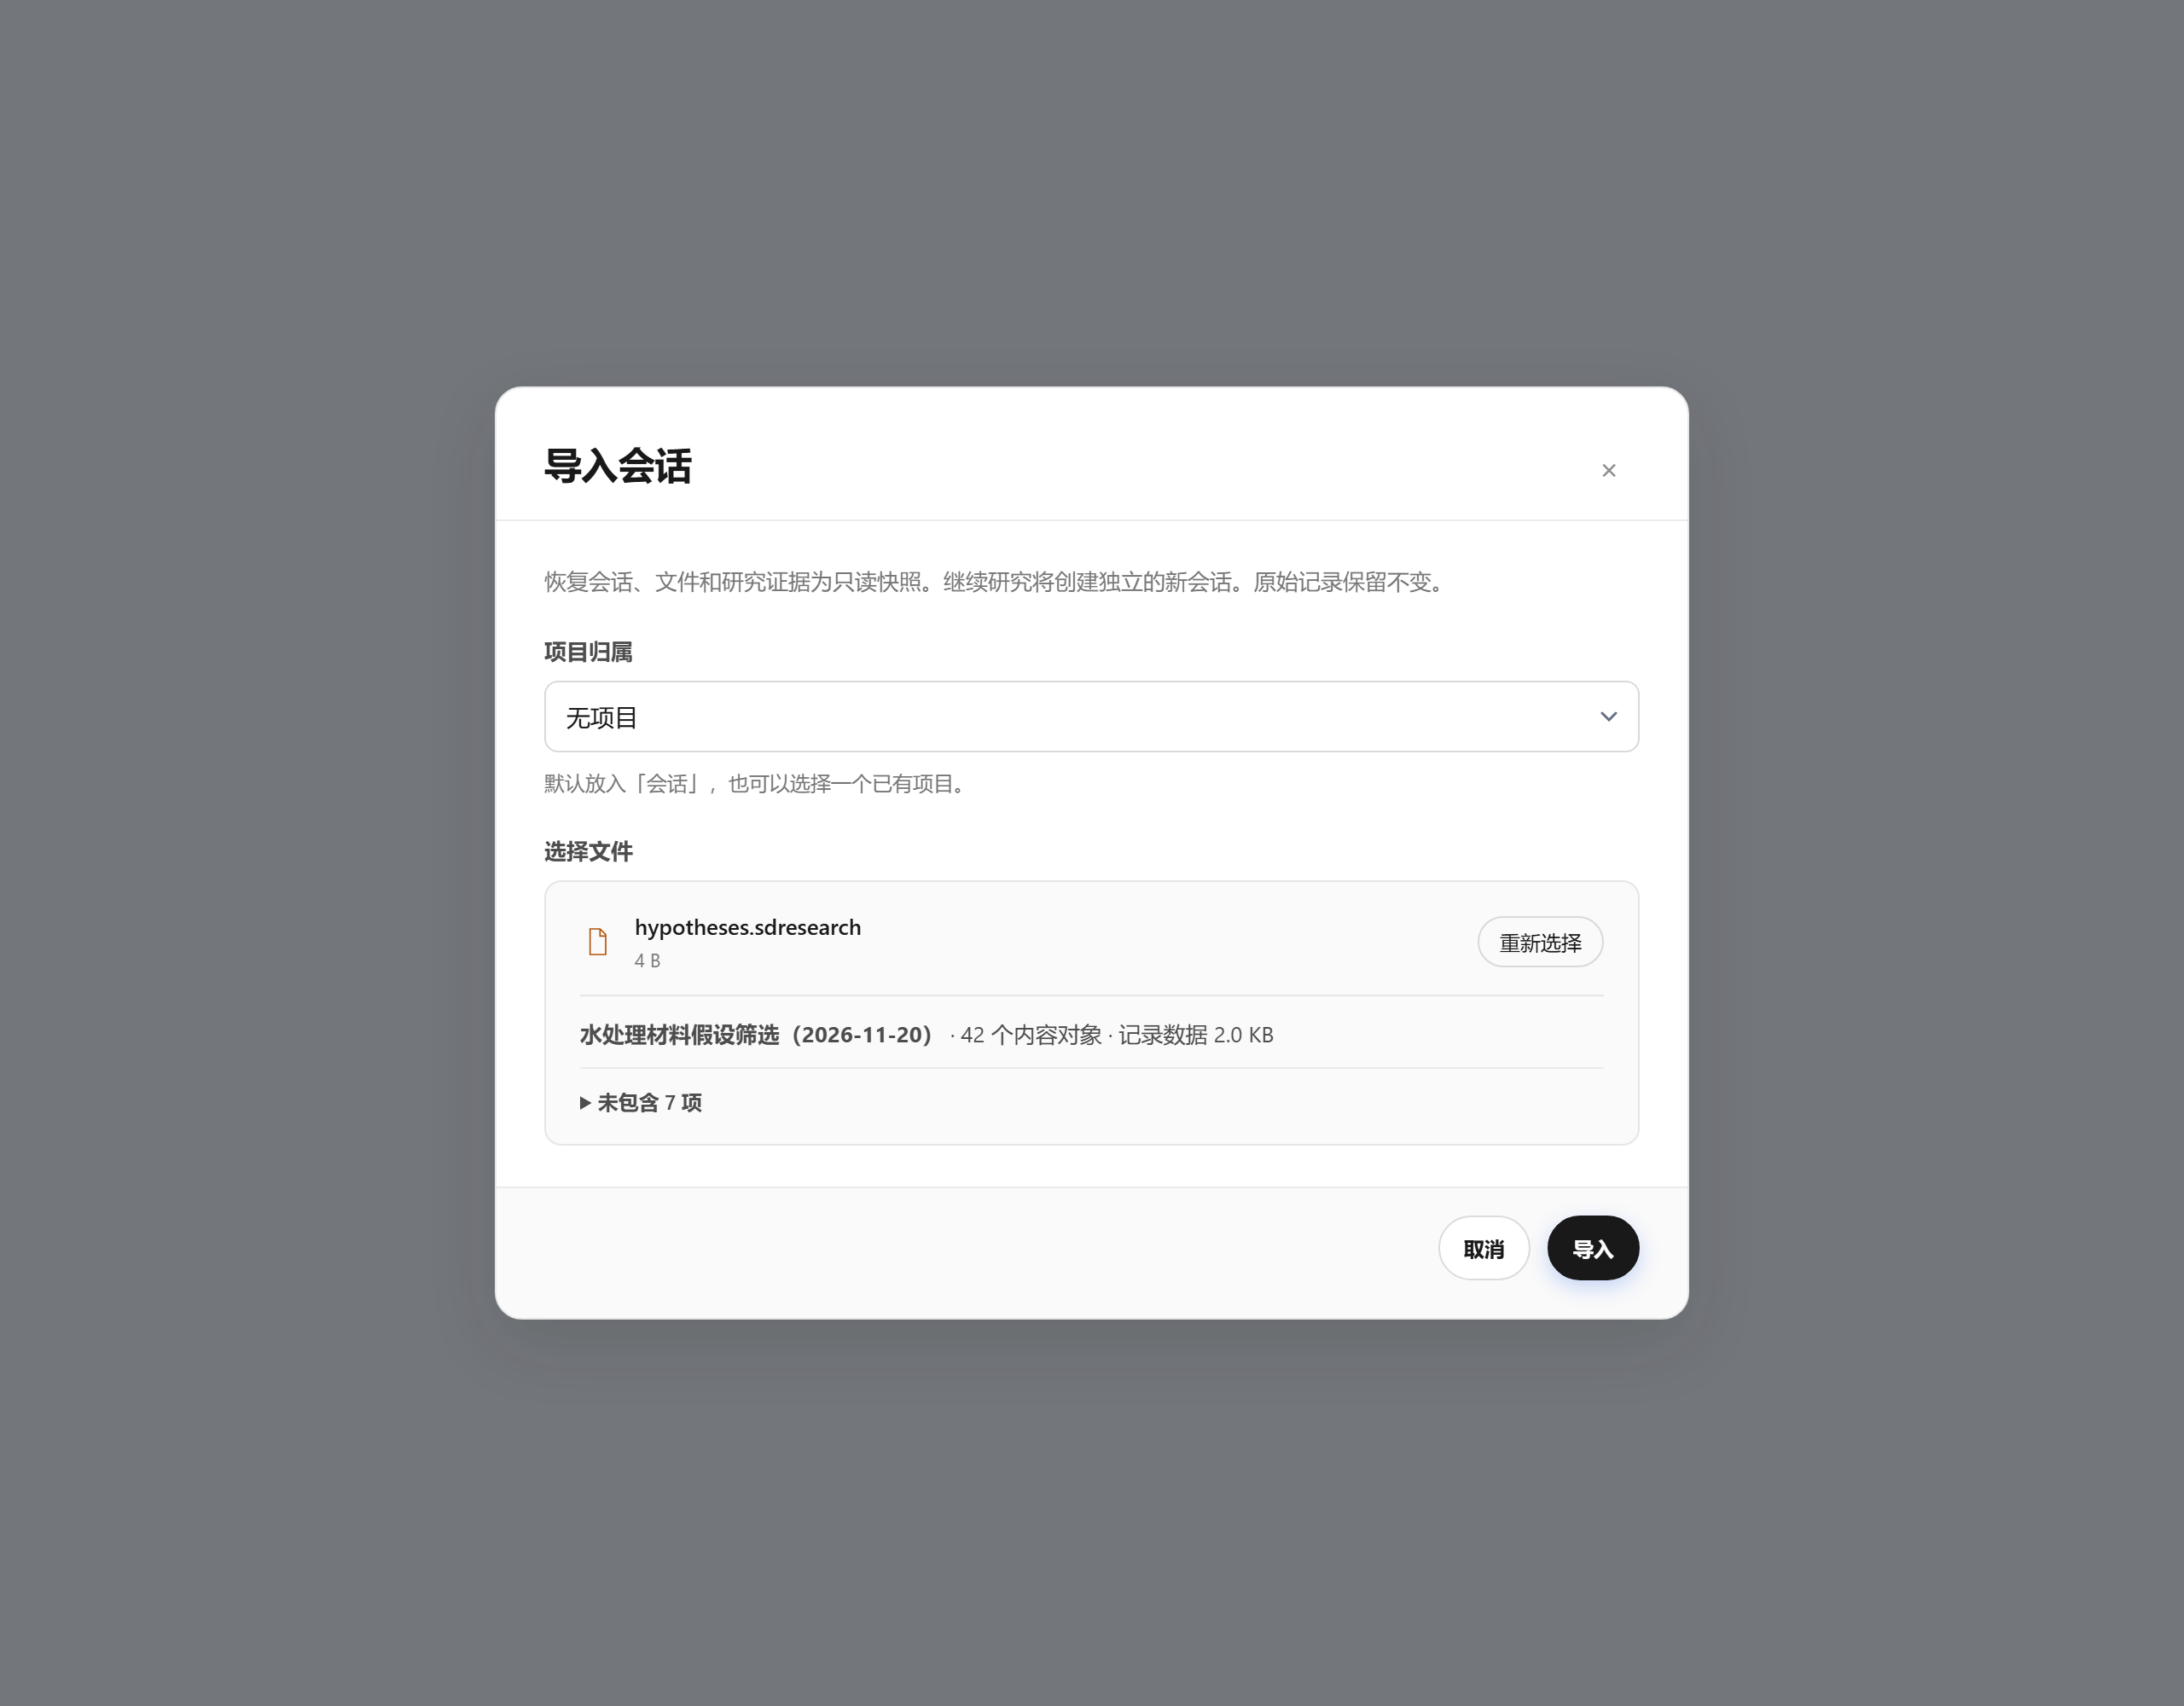 导入会话
×
恢复会话、文件和研究证据为只读快照。继续研究将创建独立的新会话。原始记录保留不变。
项目归属
无项目
默认放入「会话」，也可以选择一个已有项目。
选择文件
hypotheses.sdresearch
4 B
重新选择
水处理材料假设筛选（2026-11-20） · 42 个内容对象 · 记录数据 2.0 KB
▶ 未包含 7 项
取消
导入